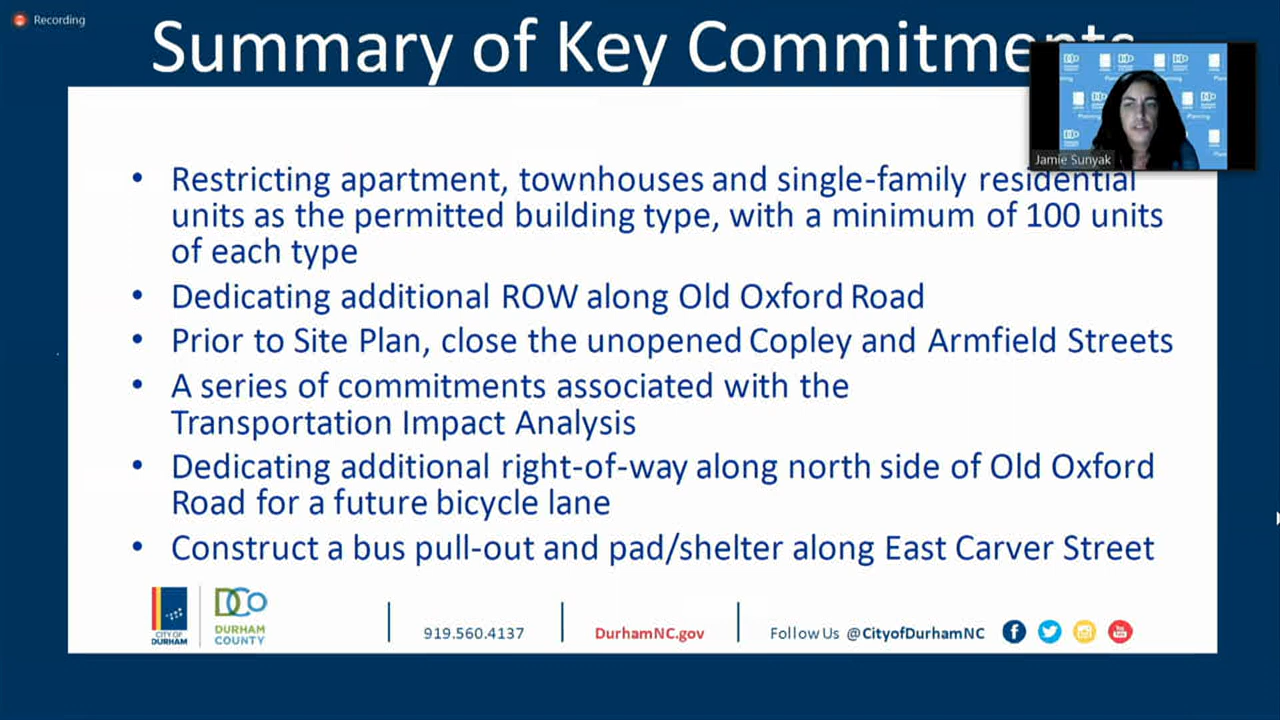 Recording
Summary of Key Commitments
Jamie Sunyak
• Restricting apartment, townhouses and single-family residential
units as the permitted building type, with a minimum of 100 units
of each type
• Dedicating additional ROW along Old Oxford Road
• Prior to Site Plan, close the unopened Copley and Armfield Streets
• A series of commitments associated with the
Transportation Impact Analysis
• Dedicating additional right-of-way along north side of Old Oxford
Road for a future bicycle lane
• Construct a bus pull-out and pad/shelter along East Carver Street
CITY OF
DURHAM
DCo
DURHAM
COUNTY
919.560.4137
DurhamNC.gov
Follow Us @CityofDurhamNC